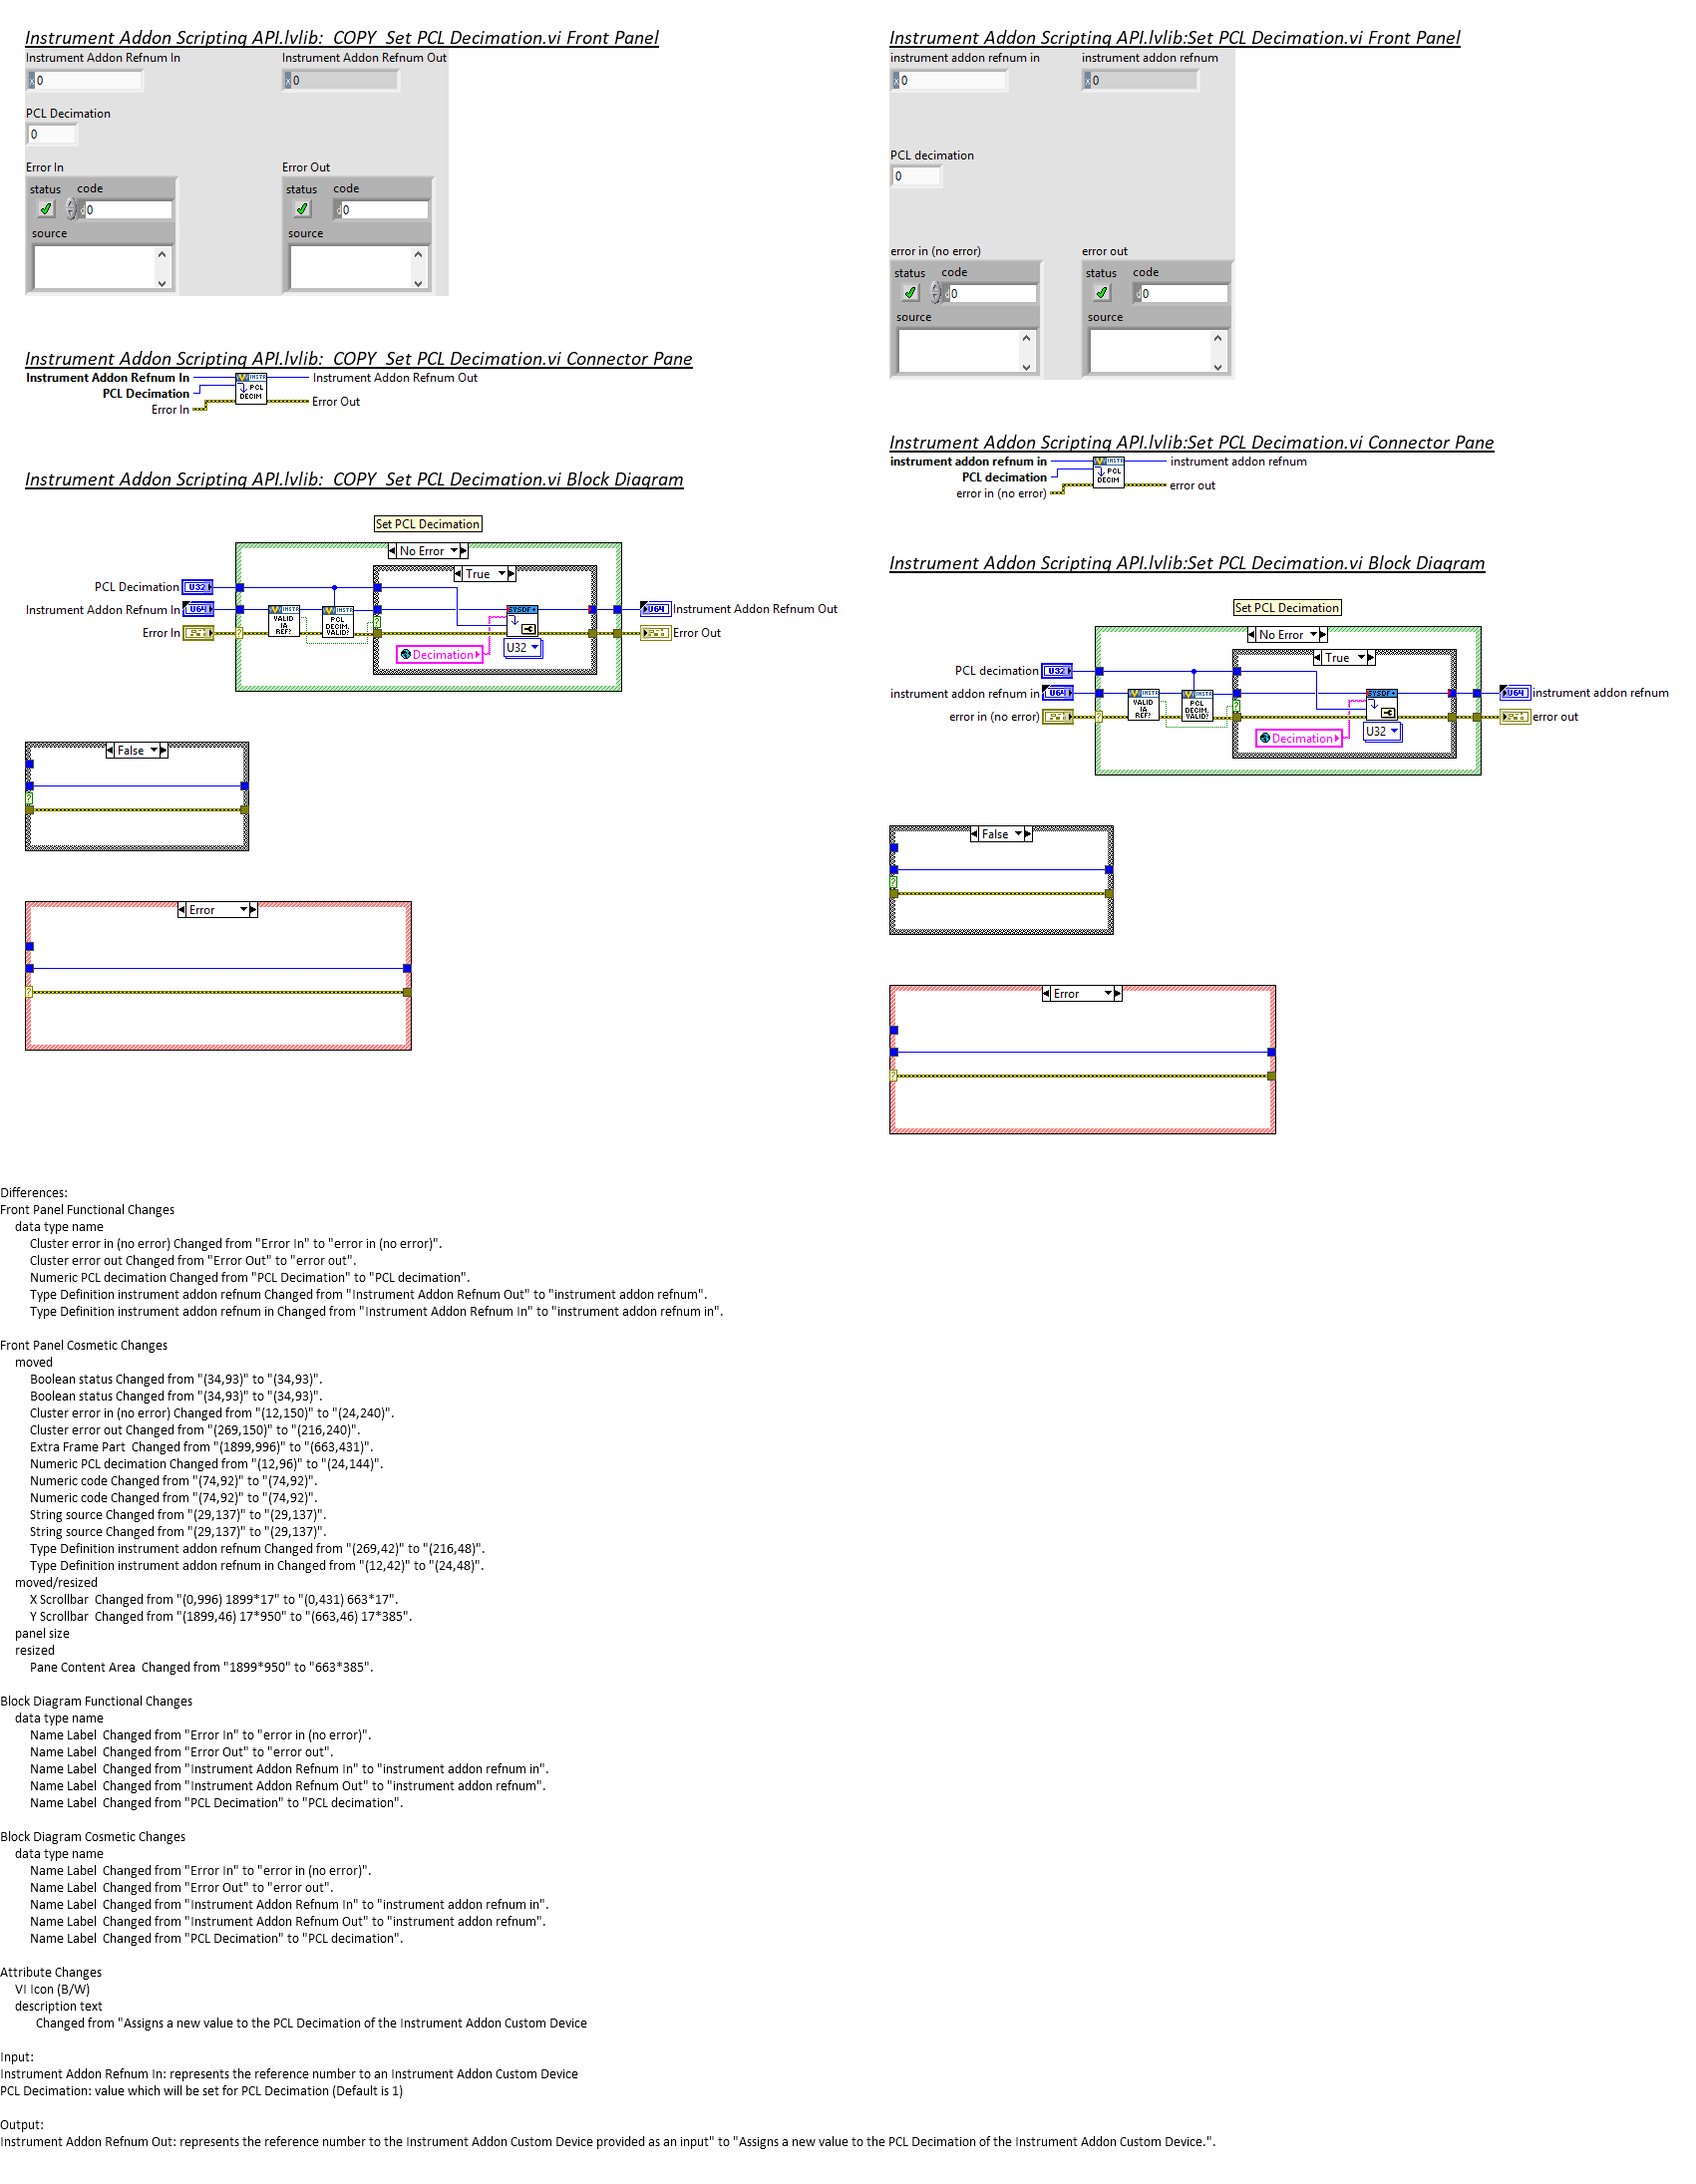 Instrument Addon Scripting API.lvlib:_COPY_Set PCL Decimation.vi Front Panel
Instrument Addon Refnum In
Instrument Addon Refnum Out
x 0
x 0
PCL Decimation
0
Error In
Error Out
status code
status code
d 0
d 0
source
source
Instrument Addon Scripting API.lvlib:_COPY_Set PCL Decimation.vi Connector Pane
Instrument Addon Refnum In
PCL Decimation
Error In
INSTR
PCL
DECIM
Instrument Addon Refnum Out
Error Out
Instrument Addon Scripting API.lvlib:_COPY_Set PCL Decimation.vi Block Diagram
Set PCL Decimation
No Error
True
PCL Decimation U32
Instrument Addon Refnum In U64
Error In
INSTR
VALID
IA
REF?
INSTR
PCL
DECIM.
VALID?
?
?
SYSDF
U32
Decimation
U64 Instrument Addon Refnum Out
Error Out
False
?
Error
?
Instrument Addon Scripting API.lvlib:Set PCL Decimation.vi Front Panel
instrument addon refnum in
instrument addon refnum
x 0
x 0
PCL decimation
0
error in (no error)
error out
status code
status code
d 0
d 0
source
source
Instrument Addon Scripting API.lvlib:Set PCL Decimation.vi Connector Pane
instrument addon refnum in
PCL decimation
error in (no error)
INSTR
PCL
DECIM
instrument addon refnum
error out
Instrument Addon Scripting API.lvlib:Set PCL Decimation.vi Block Diagram
Set PCL Decimation
No Error
True
PCL decimation U32
instrument addon refnum in U64
error in (no error)
INSTR
VALID
IA
REF?
INSTR
PCL
DECIM.
VALID?
?
?
SYSDF
U32
Decimation
U64 instrument addon refnum
error out
False
?
Error
?
Differences:
Front Panel Functional Changes
data type name
Cluster error in (no error) Changed from "Error In" to "error in (no error)".
Cluster error out Changed from "Error Out" to "error out".
Numeric PCL decimation Changed from "PCL Decimation" to "PCL decimation".
Type Definition instrument addon refnum Changed from "Instrument Addon Refnum Out" to "instrument addon refnum".
Type Definition instrument addon refnum in Changed from "Instrument Addon Refnum In" to "instrument addon refnum in".
Front Panel Cosmetic Changes
moved
Boolean status Changed from "(34,93)" to "(34,93)".
Boolean status Changed from "(34,93)" to "(34,93)".
Cluster error in (no error) Changed from "(12,150)" to "(24,240)".
Cluster error out Changed from "(269,150)" to "(216,240)".
Extra Frame Part  Changed from "(1899,996)" to "(663,431)".
Numeric PCL decimation Changed from "(12,96)" to "(24,144)".
Numeric code Changed from "(74,92)" to "(74,92)".
Numeric code Changed from "(74,92)" to "(74,92)".
String source Changed from "(29,137)" to "(29,137)".
String source Changed from "(29,137)" to "(29,137)".
Type Definition instrument addon refnum Changed from "(269,42)" to "(216,48)".
Type Definition instrument addon refnum in Changed from "(12,42)" to "(24,48)".
moved/resized
X Scrollbar  Changed from "(0,996) 1899*17" to "(0,431) 663*17".
Y Scrollbar  Changed from "(1899,46) 17*950" to "(663,46) 17*385".
panel size
resized
Pane Content Area  Changed from "1899*950" to "663*385".
Block Diagram Functional Changes
data type name
Name Label  Changed from "Error In" to "error in (no error)".
Name Label  Changed from "Error Out" to "error out".
Name Label  Changed from "Instrument Addon Refnum In" to "instrument addon refnum in".
Name Label  Changed from "Instrument Addon Refnum Out" to "instrument addon refnum".
Name Label  Changed from "PCL Decimation" to "PCL decimation".
Block Diagram Cosmetic Changes
data type name
Name Label  Changed from "Error In" to "error in (no error)".
Name Label  Changed from "Error Out" to "error out".
Name Label  Changed from "Instrument Addon Refnum In" to "instrument addon refnum in".
Name Label  Changed from "Instrument Addon Refnum Out" to "instrument addon refnum".
Name Label  Changed from "PCL Decimation" to "PCL decimation".
Attribute Changes
VI Icon (B/W)
description text
Changed from "Assigns a new value to the PCL Decimation of the Instrument Addon Custom Device
Input:
Instrument Addon Refnum In: represents the reference number to an Instrument Addon Custom Device
PCL Decimation: value which will be set for PCL Decimation (Default is 1)
Output:
Instrument Addon Refnum Out: represents the reference number to the Instrument Addon Custom Device provided as an input" to "Assigns a new value to the PCL Decimation of the Instrument Addon Custom Device.".